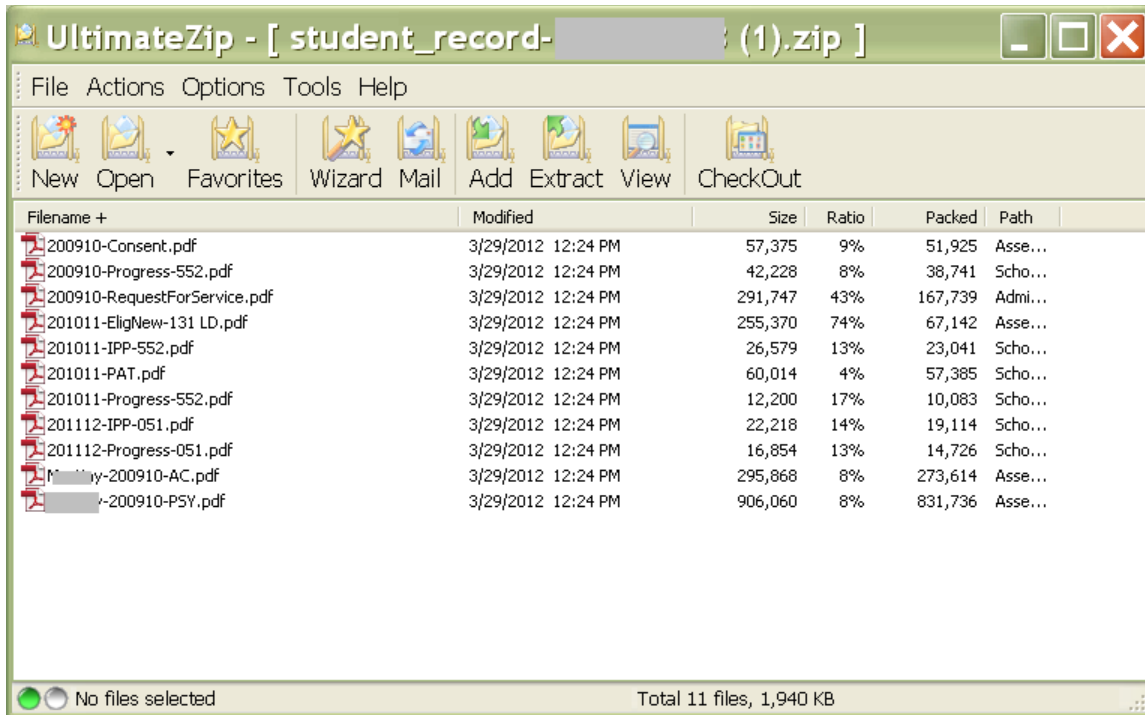 UltimateZip - [ student_record- (1).zip ]
File Actions Options Tools Help
New Open Favorites Wizard Mail Add Extract View CheckOut
Filename + Modified Size Ratio Packed Path
200910-Consent.pdf 3/29/2012 12:24 PM 57,375 9% 51,925 Asse...
200910-Progress-552.pdf 3/29/2012 12:24 PM 42,228 8% 38,741 Scho...
200910-RequestForService.pdf 3/29/2012 12:24 PM 291,747 43% 167,739 Admi...
201011-EligNew-131 LD.pdf 3/29/2012 12:24 PM 255,370 74% 67,142 Asse...
201011-IPP-552.pdf 3/29/2012 12:24 PM 26,579 13% 23,041 Scho...
201011-PAT.pdf 3/29/2012 12:24 PM 60,014 4% 57,385 Scho...
201011-Progress-552.pdf 3/29/2012 12:24 PM 12,200 17% 10,083 Scho...
201112-IPP-051.pdf 3/29/2012 12:24 PM 22,218 14% 19,114 Scho...
201112-Progress-051.pdf 3/29/2012 12:24 PM 16,854 13% 14,726 Scho...
-200910-AC.pdf 3/29/2012 12:24 PM 295,868 8% 273,614 Asse...
-200910-PSY.pdf 3/29/2012 12:24 PM 906,060 8% 831,736 Asse...
No files selected Total 11 files, 1,940 KB